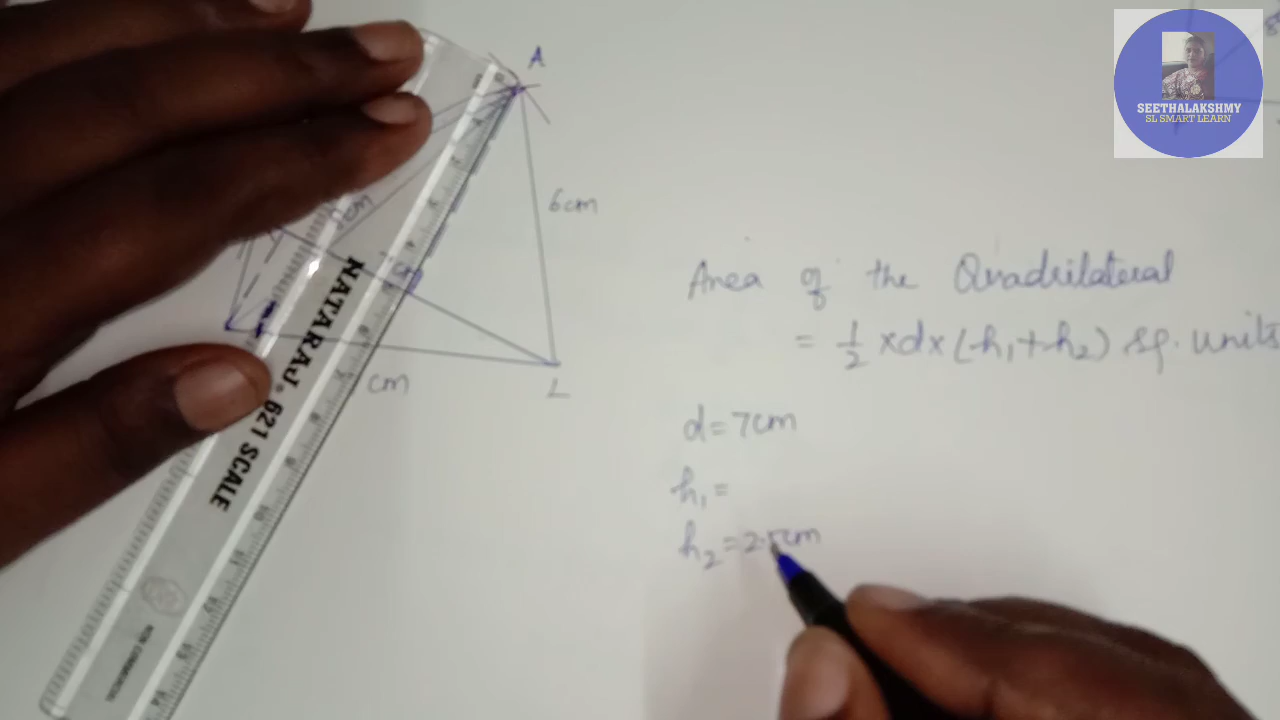 SEETHALAKSHMY
SL SMART LEARN
A
6cm
L
cm
NATARAJ. 621 SCALE
Area of the Quadrilateral
= 1/2 × d × (h₁ + h₂) sq. units
d = 7cm
h₁ =
h₂ = 2.5cm